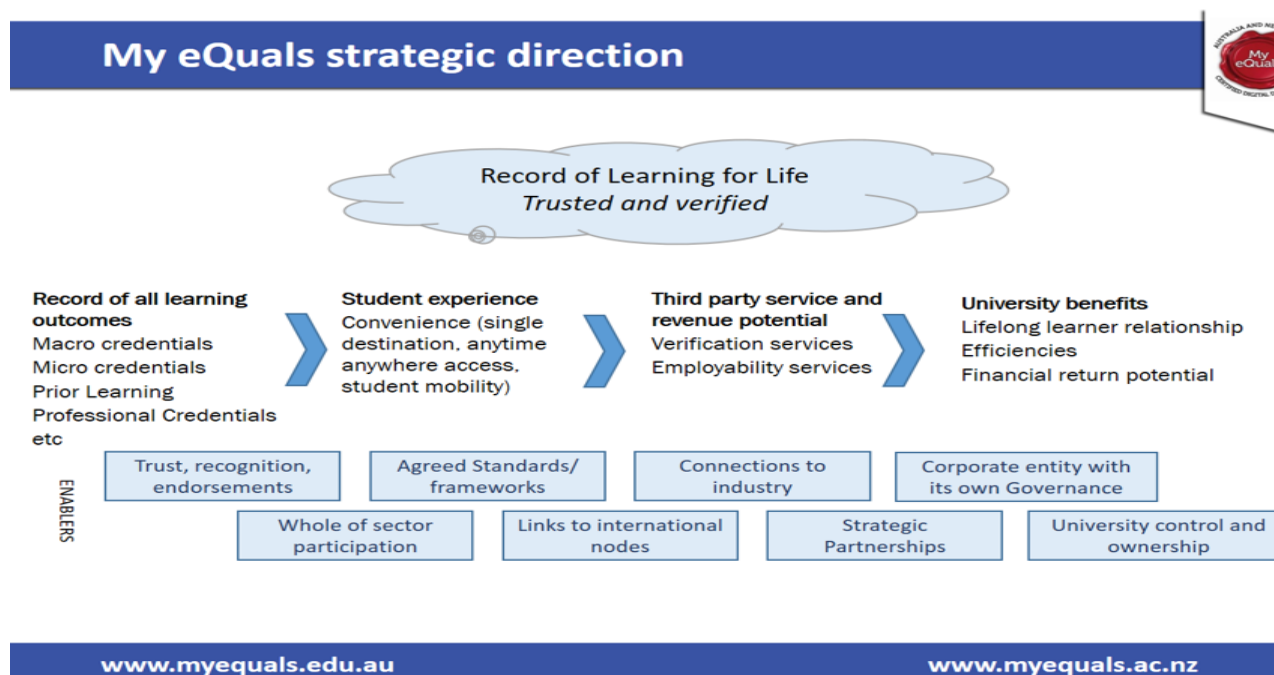 My eQuals strategic direction
My
Record of Learning for Life
Trusted and verified
Record of all learning
outcomes
Macro credentials
Micro credentials
Prior Learning
Professional Credentials
etc
Student experience
Convenience (single
destination, anytime
anywhere access,
student mobility)
Third party service and
revenue potential
Verification services
Employability services
University benefits
Lifelong learner relationship
Efficiencies
Financial return potential
ENABLERS
Trust, recognition,
endorsements
Agreed Standards/
frameworks
Connections to
industry
Corporate entity with
its own Governance
Whole of sector
participation
Links to international
nodes
Strategic
Partnerships
University control and
ownership
www.myequals.edu.au
www.myequals.ac.nz